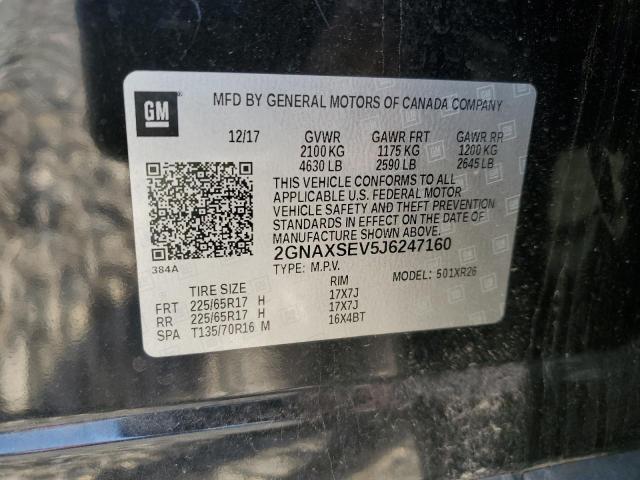 GM
MFD BY GENERAL MOTORS OF CANADA COMPANY
12/17 GVWR GAWR FRT GAWR RR
2100 KG 1175 KG 1200 KG
4630 LB 2590 LB 2645 LB
THIS VEHICLE CONFORMS TO ALL
APPLICABLE U.S. FEDERAL MOTOR
VEHICLE SAFETY AND THEFT PREVENTION
STANDARDS IN EFFECT ON THE DATE OF
MANUFACTURE SHOWN ABOVE.
2GNAXSEV5J6247160
384A
TYPE: M.P.V. 501XR26
TIRE SIZE RIM
FRT 225/65R17 H 17X7J
RR 225/65R17 H 17X7J
SPA T135/70R16 M 16X4BT